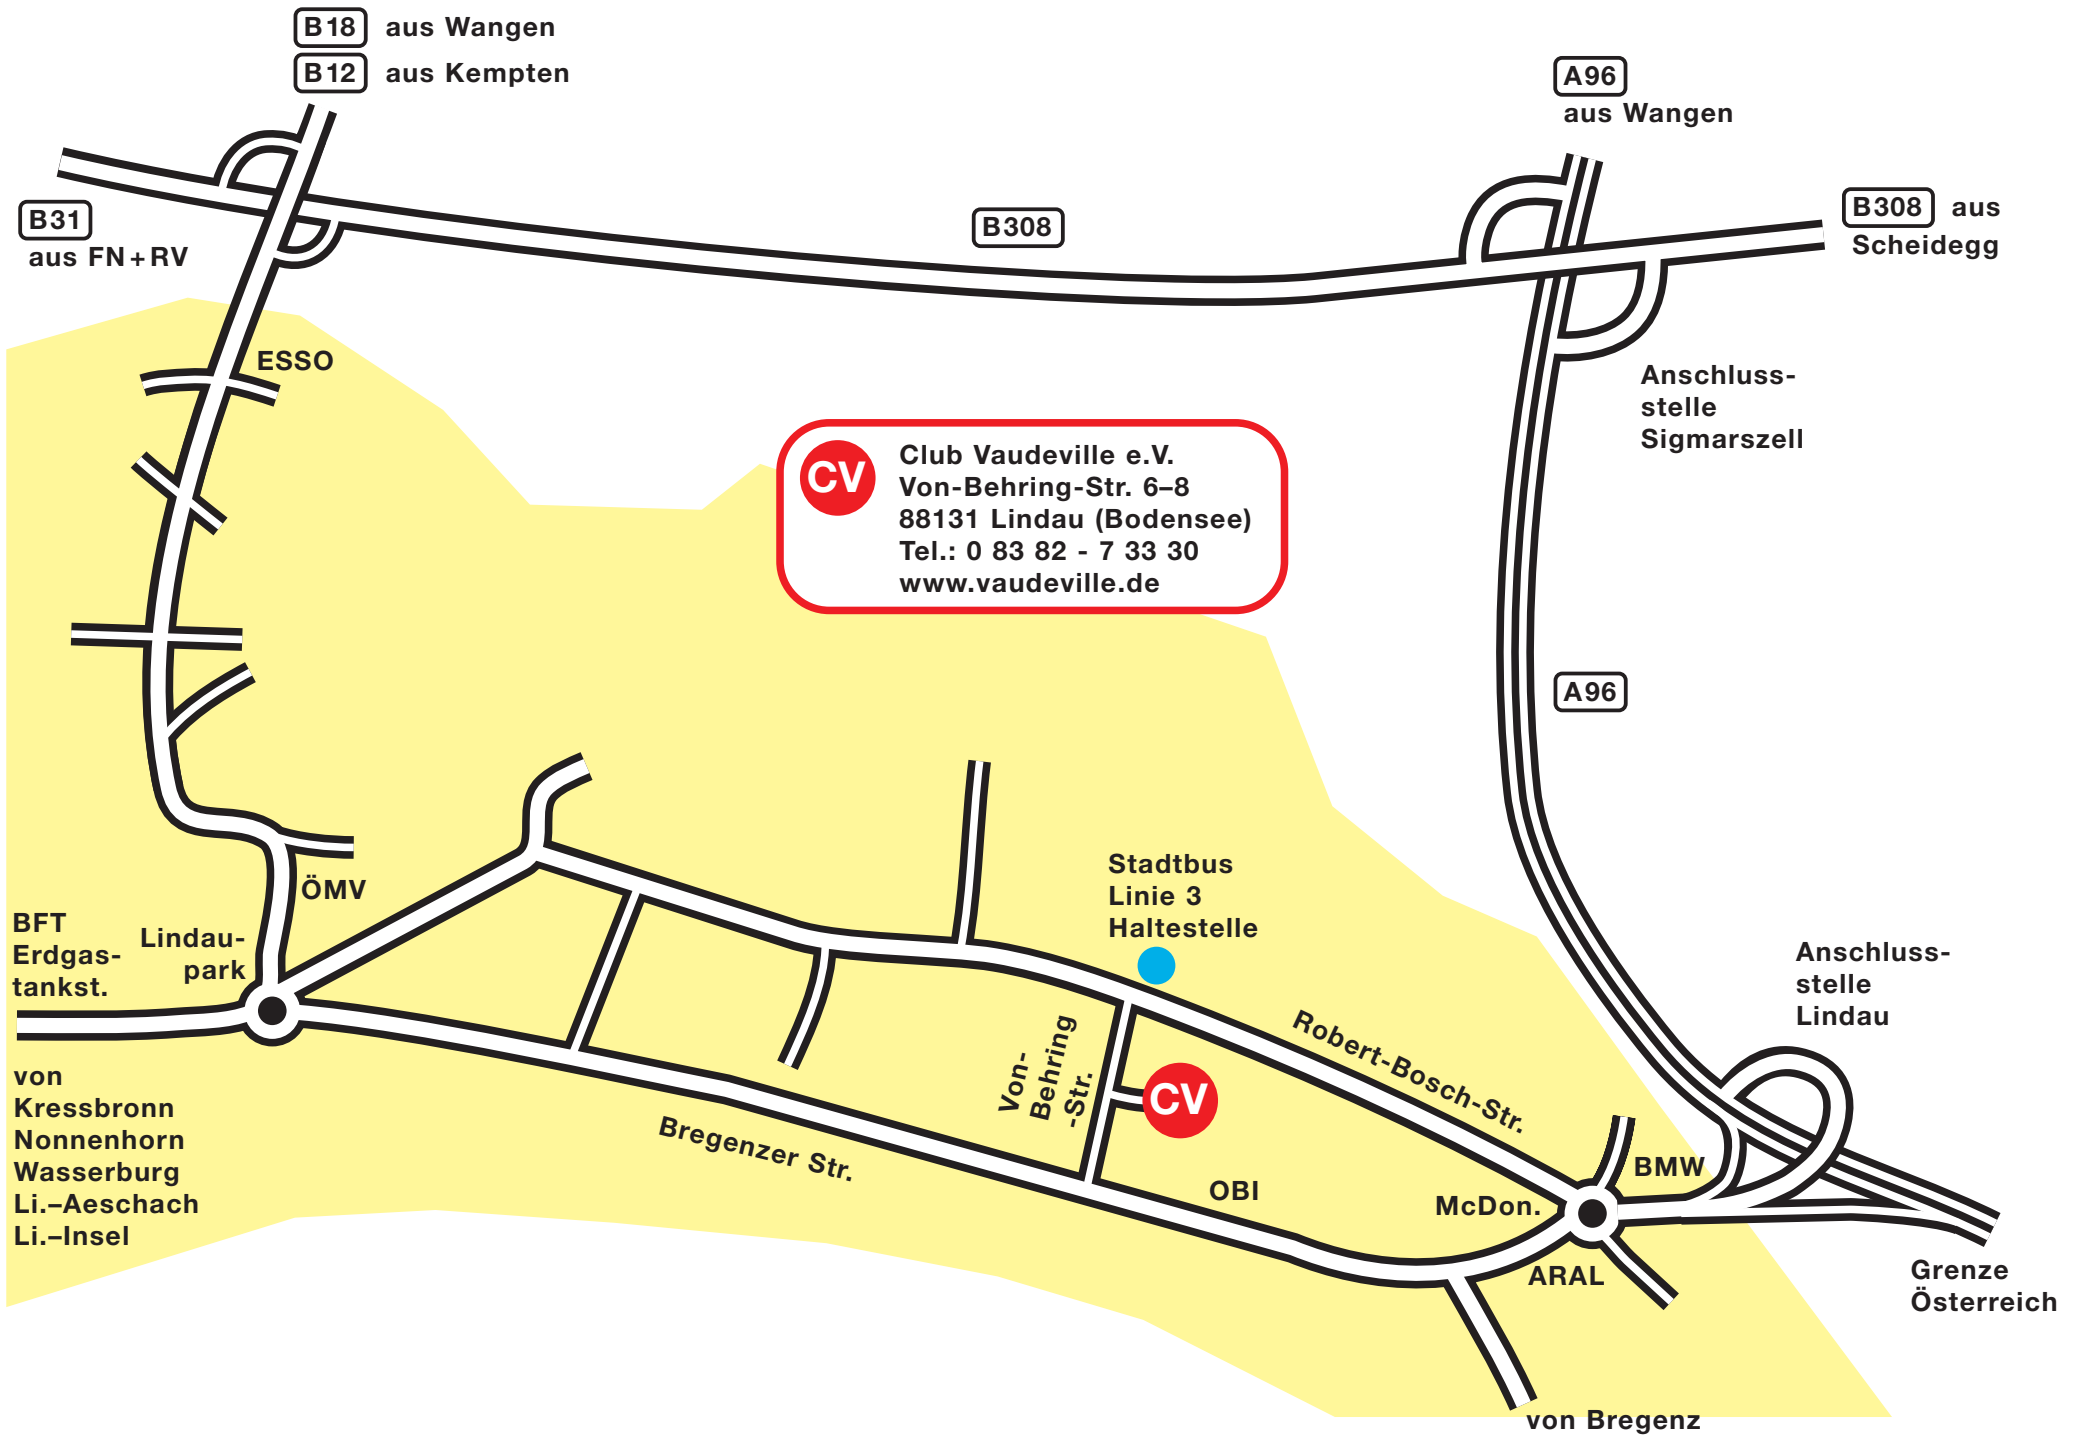 B18 aus Wangen
B12 aus Kempten
A96
aus Wangen
B31
aus FN+RV
B308
B308 aus
Scheidegg
ESSO
Anschluss-
stelle
Sigmarszell
CV
Club Vaudeville e.V.
Von-Behring-Str. 6–8
88131 Lindau (Bodensee)
Tel.: 0 83 82 - 7 33 30
www.vaudeville.de
A96
Stadtbus
Linie 3
Haltestelle
ÖMV
BFT
Erdgas-
tankst.
Lindau-
park
Anschluss-
stelle
Lindau
von
Kressbronn
Nonnenhorn
Wasserburg
Li.–Aeschach
Li.–Insel
Von-
Behring
-Str.
CV
Robert-Bosch-Str.
Bregenzer Str.
OBI
McDon.
BMW
ARAL
Grenze
Österreich
von Bregenz